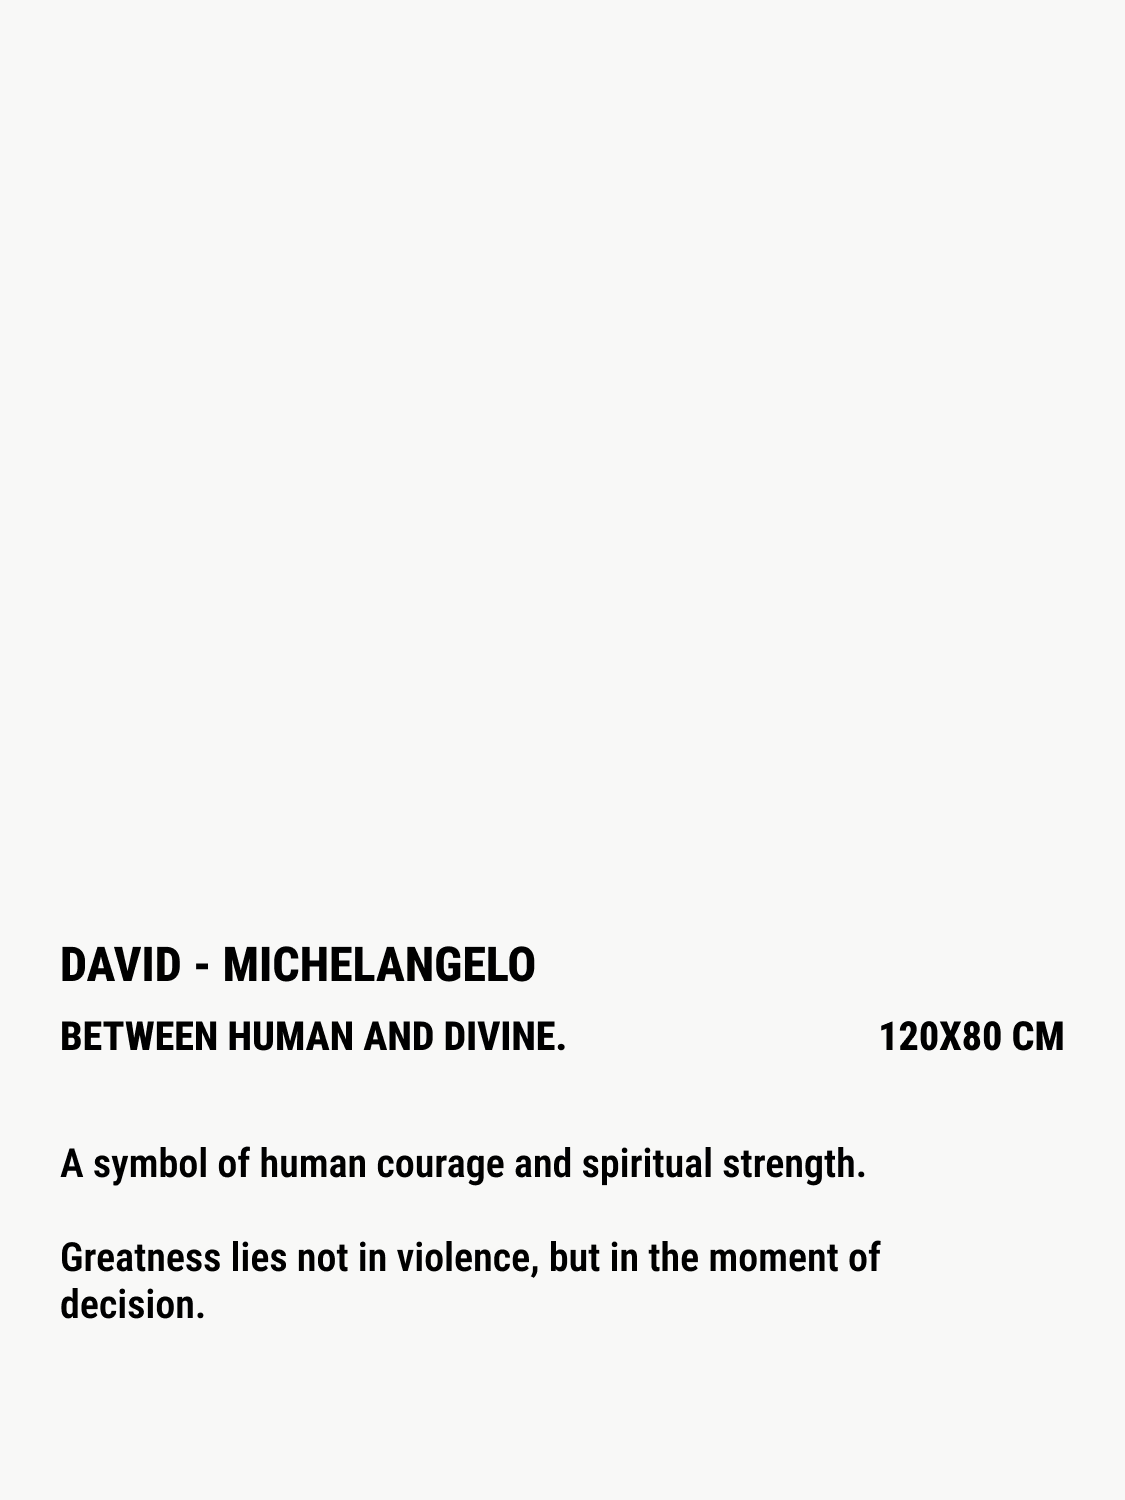 DAVID - MICHELANGELO
BETWEEN HUMAN AND DIVINE.
120X80 CM
A symbol of human courage and spiritual strength.
Greatness lies not in violence, but in the moment of
decision.